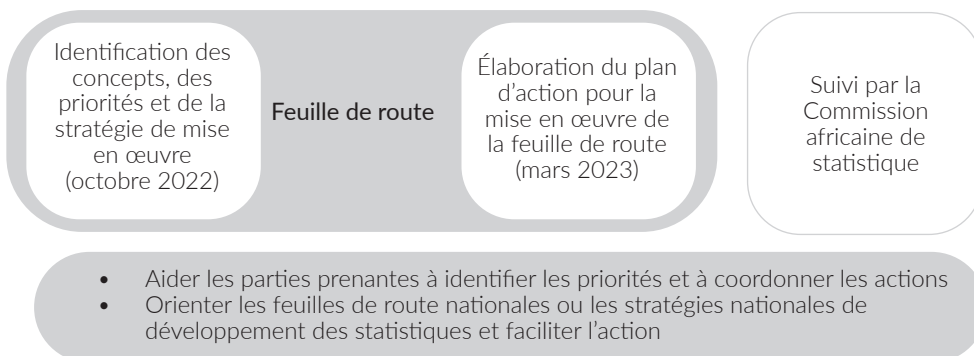 Identification des
concepts, des
priorités et de la
stratégie de mise
en œuvre
(octobre 2022)
Feuille de route
Élaboration du plan
d'action pour la
mise en œuvre de
la feuille de route
(mars 2023)
Suivi par la
Commission
africaine de
statistique
• Aider les parties prenantes à identifier les priorités et à coordonner les actions
• Orienter les feuilles de route nationales ou les stratégies nationales de
développement des statistiques et faciliter l'action